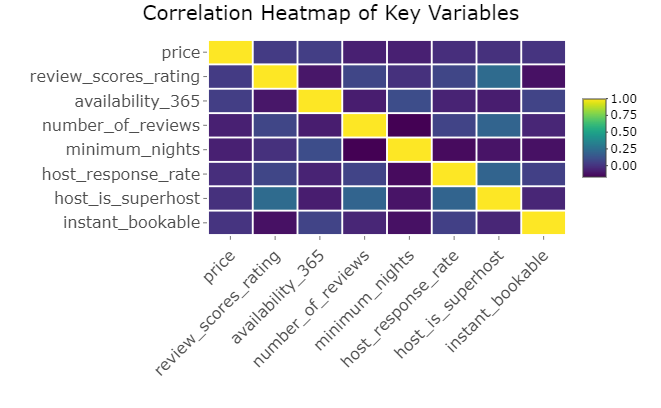 Correlation Heatmap of Key Variables
price
review_scores_rating
availability_365
number_of_reviews
minimum_nights
host_response_rate
host_is_superhost
instant_bookable
1.00
0.75
0.50
0.25
0.00
price
review_scores_rating
availability_365
number_of_reviews
minimum_nights
host_response_rate
host_is_superhost
instant_bookable